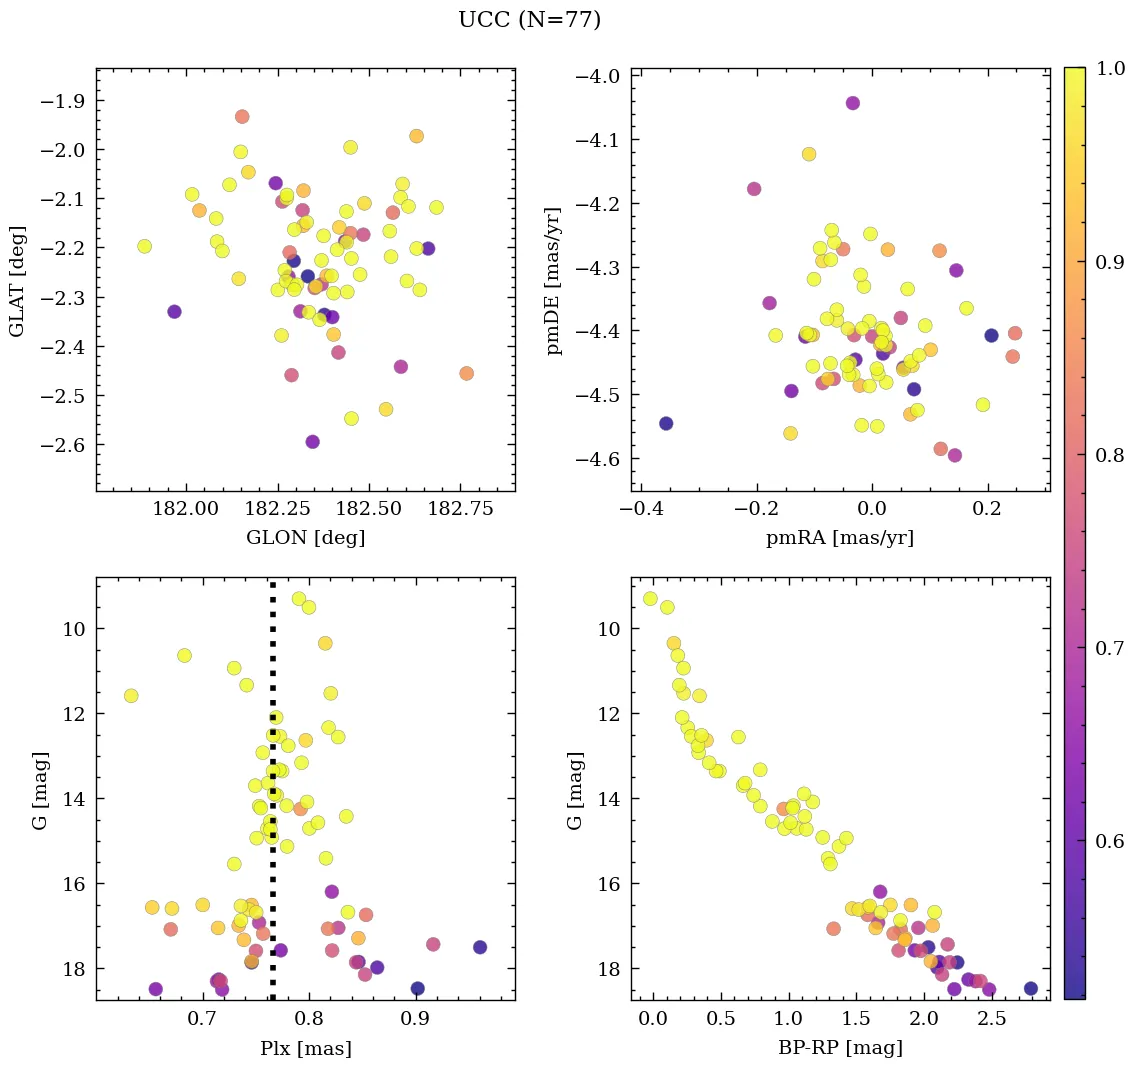 UCC (N=77)
−1.9
−2.0
−2.1
−2.2
−2.3
−2.4
−2.5
−2.6
GLAT [deg]
182.00 182.25 182.50 182.75
GLON [deg]
−4.0
−4.1
−4.2
−4.3
−4.4
−4.5
−4.6
pmDE [mas/yr]
−0.4 −0.2 0.0 0.2
pmRA [mas/yr]
1.0
0.9
0.8
0.7
0.6
10
12
14
16
18
G [mag]
0.7 0.8 0.9
Plx [mas]
10
12
14
16
18
G [mag]
0.0 0.5 1.0 1.5 2.0 2.5
BP-RP [mag]